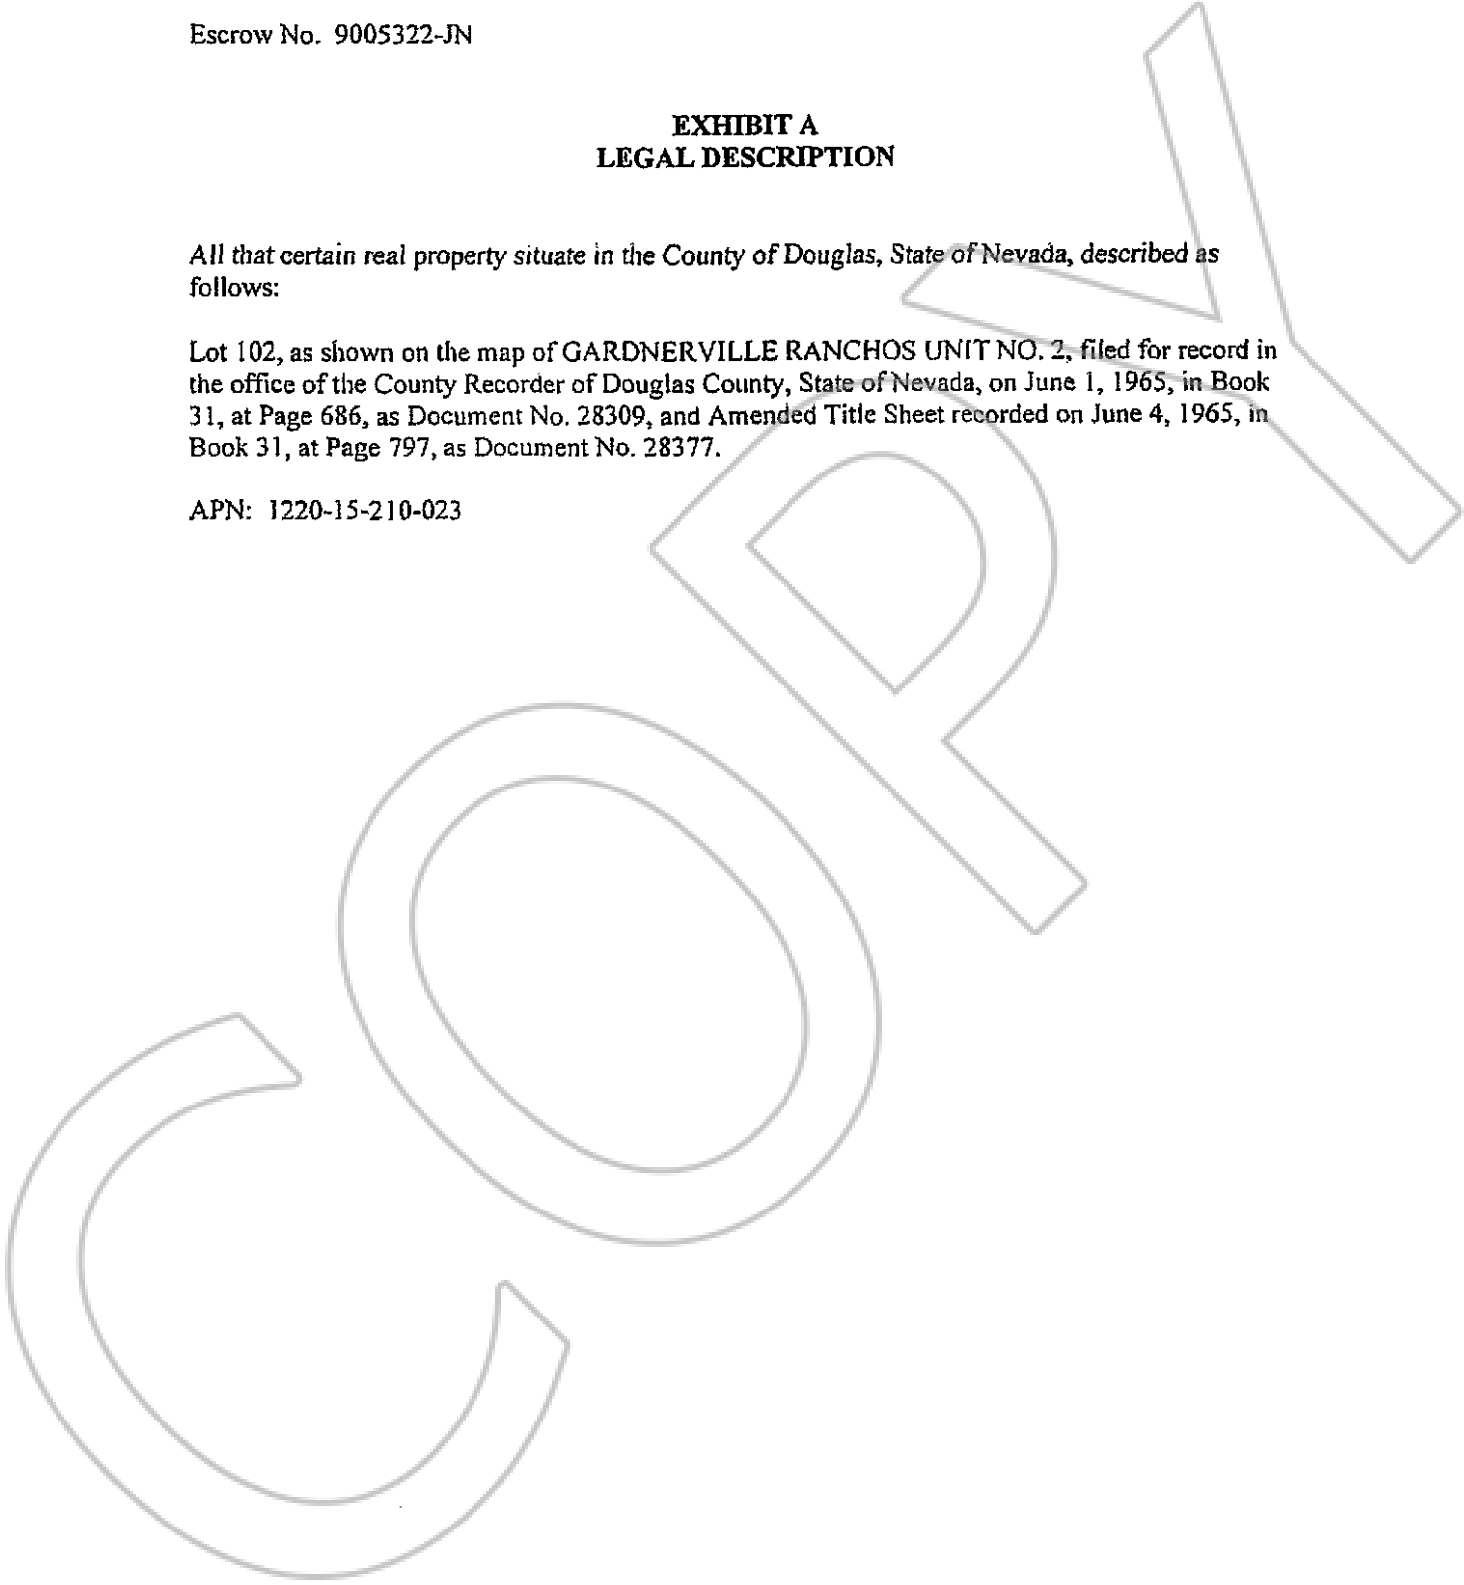 Escrow No. 9005322-JN
EXHIBIT A
LEGAL DESCRIPTION
All that certain real property situate in the County of Douglas, State of Nevada, described as
follows:
Lot 102, as shown on the map of GARDNERVILLE RANCHOS UNIT NO. 2, filed for record in
the office of the County Recorder of Douglas County, State of Nevada, on June 1, 1965, in Book
31, at Page 686, as Document No. 28309, and Amended Title Sheet recorded on June 4, 1965, in
Book 31, at Page 797, as Document No. 28377.
APN: 1220-15-210-023
COPY